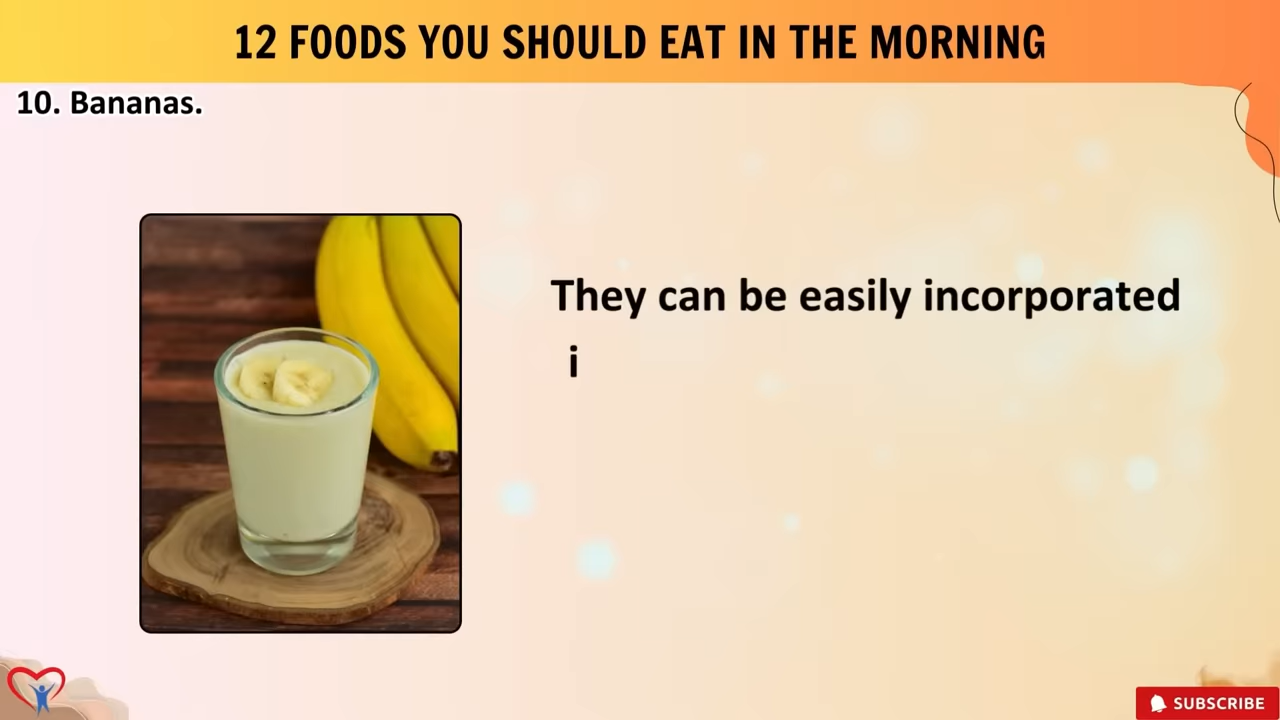 12 FOODS YOU SHOULD EAT IN THE MORNING
10. Bananas.
They can be easily incorporated
i
SUBSCRIBE